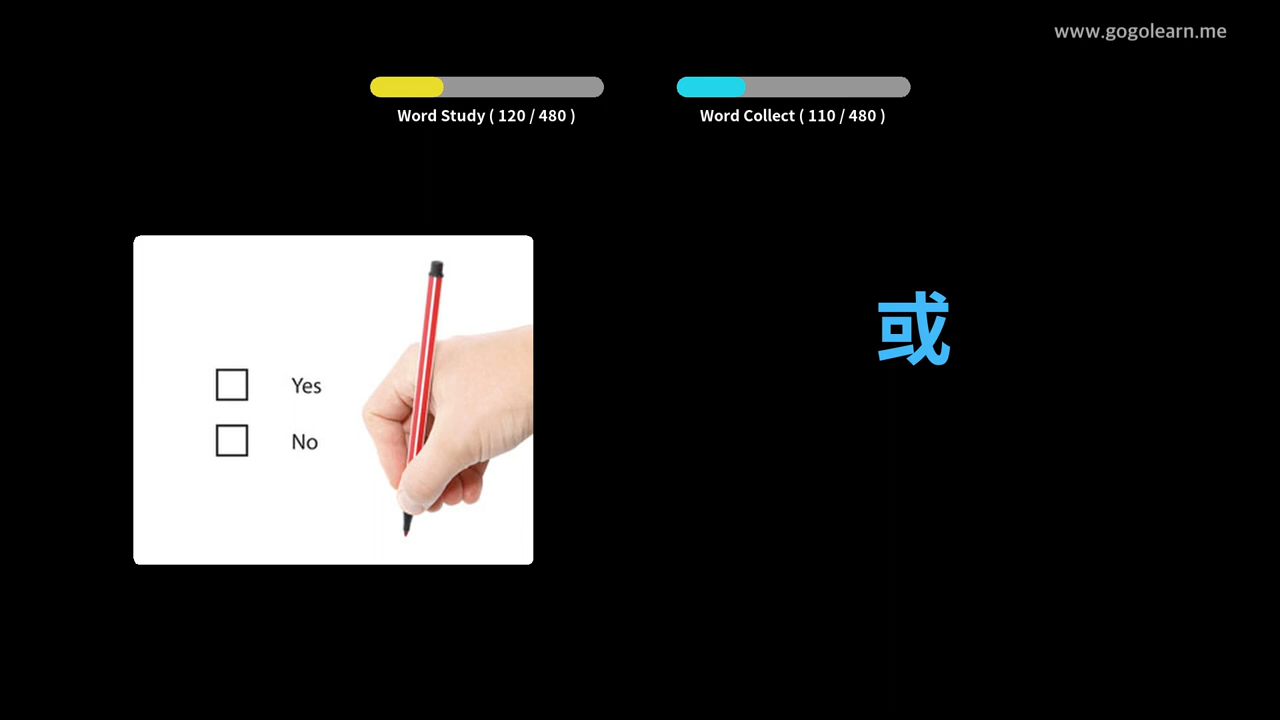 www.gogolearn.me
Word Study ( 120 / 480 )
Word Collect ( 110 / 480 )
Yes
No
或